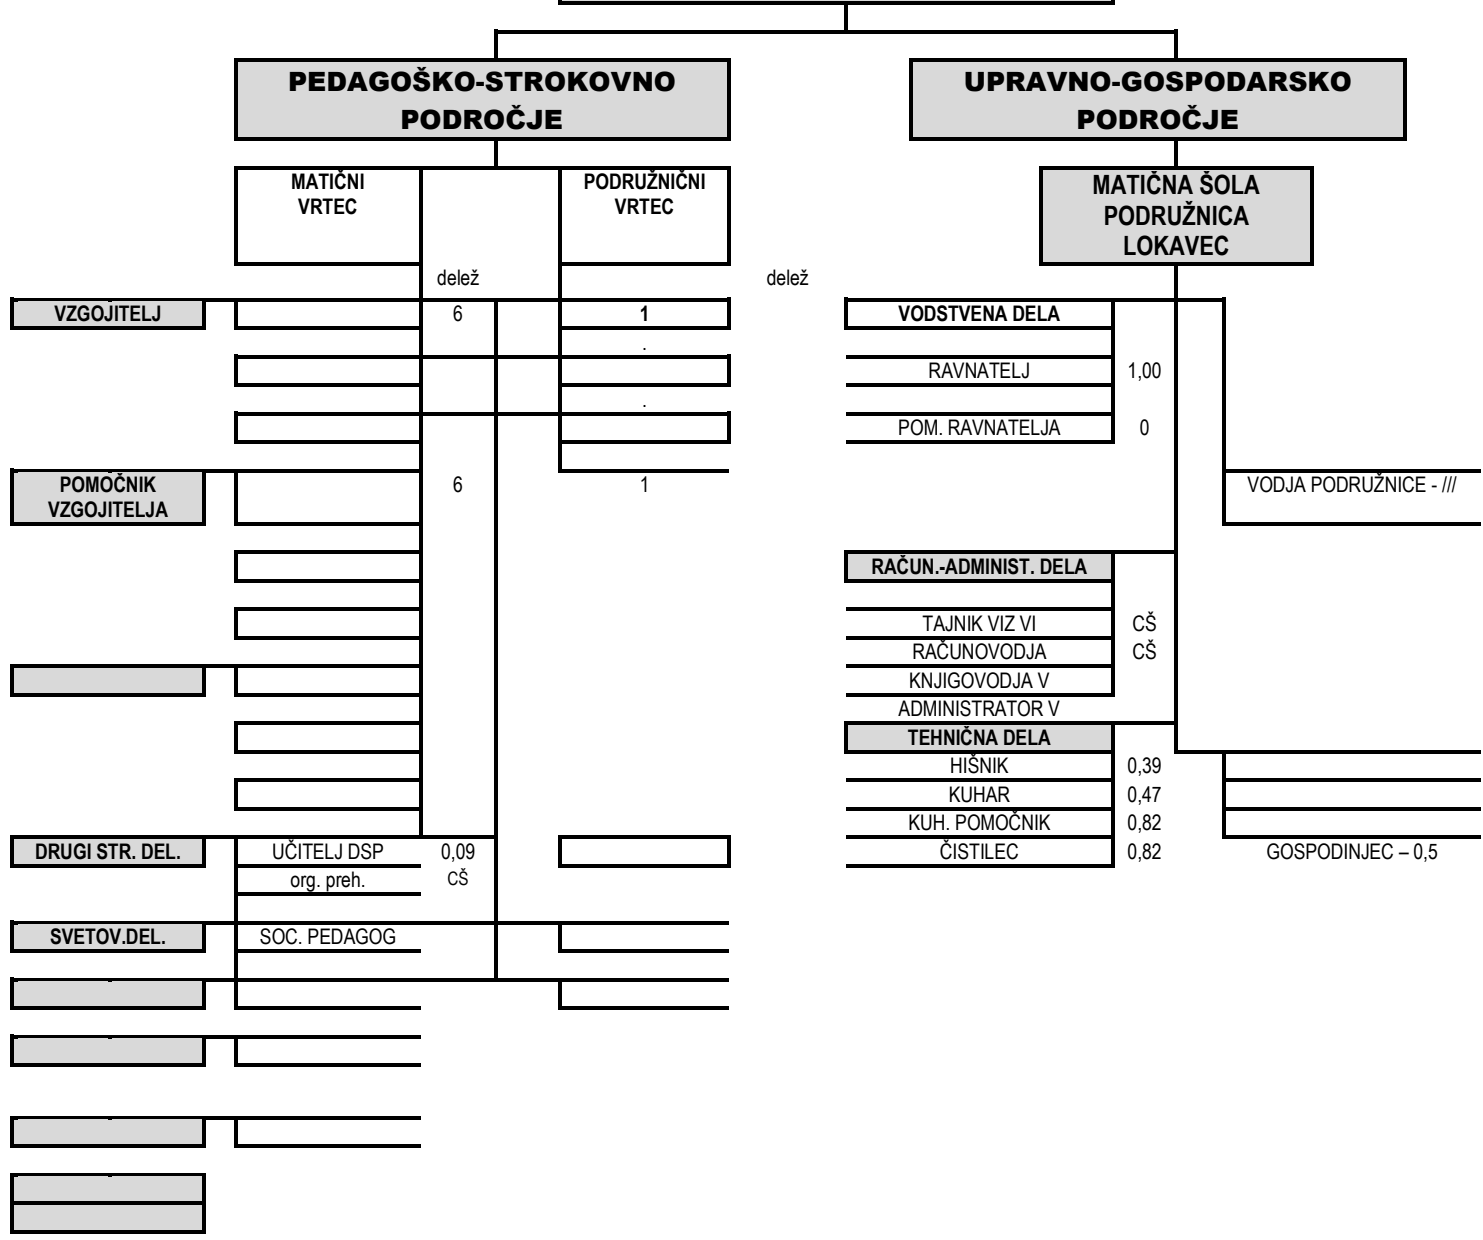 PEDAGOŠKO-STROKOVNO
PODROČJE
UPRAVNO-GOSPODARSKO
PODROČJE
MATIČNI
VRTEC
PODRUŽNIČNI
VRTEC
MATIČNA ŠOLA
PODRUŽNICA
LOKAVEC
delež
delež
VZGOJITELJ 6 1 VODSTVENA DELA
.
RAVNATELJ 1,00
.
POM. RAVNATELJA 0
POMOČNIK
VZGOJITELJA
6 1 VODJA PODRUŽNICE - ///
RAČUN.-ADMINIST. DELA
TAJNIK VIZ VI CŠ
RAČUNOVODJA CŠ
KNJIGOVODJA V
ADMINISTRATOR V
TEHNIČNA DELA
HIŠNIK 0,39
KUHAR 0,47
KUH. POMOČNIK 0,82
DRUGI STR. DEL. UČITELJ DSP 0,09 ČISTILEC 0,82 GOSPODINJEC – 0,5
org. preh. CŠ
SVETOV.DEL. SOC. PEDAGOG